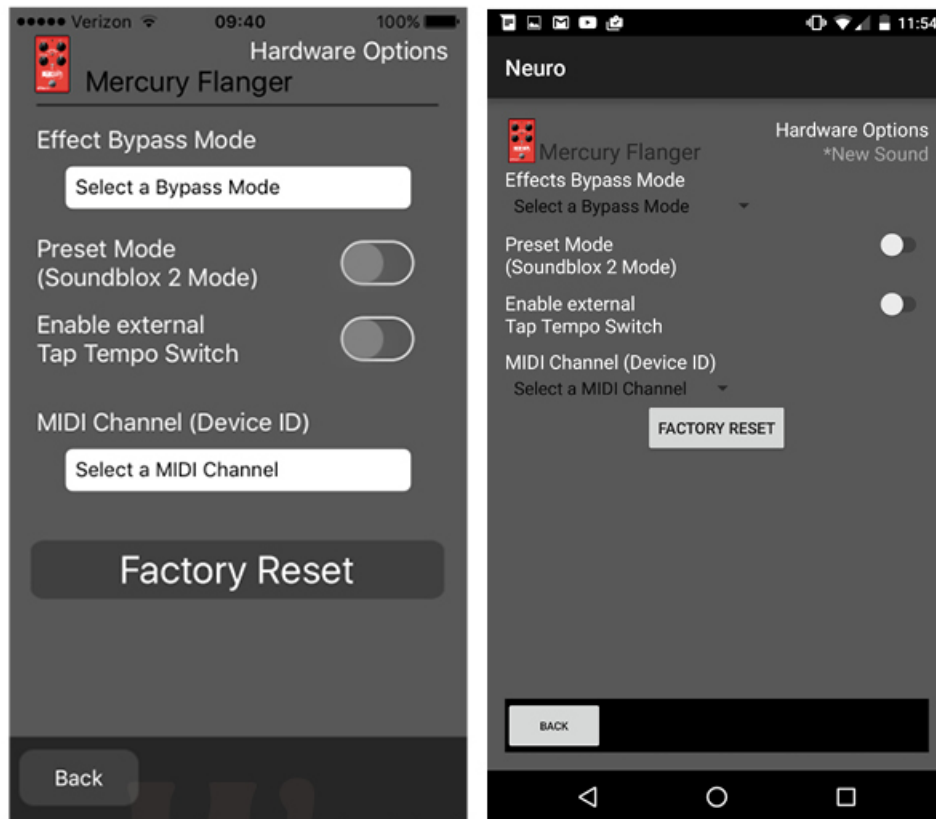 Verizon 09:40 100%
Hardware Options
Mercury Flanger
Effect Bypass Mode
Select a Bypass Mode
Preset Mode
(Soundblox 2 Mode)
Enable external
Tap Tempo Switch
MIDI Channel (Device ID)
Select a MIDI Channel
Factory Reset
Back
11:54
Neuro
Hardware Options
Mercury Flanger
*New Sound
Effects Bypass Mode
Select a Bypass Mode
Preset Mode
(Soundblox 2 Mode)
Enable external
Tap Tempo Switch
MIDI Channel (Device ID)
Select a MIDI Channel
FACTORY RESET
BACK